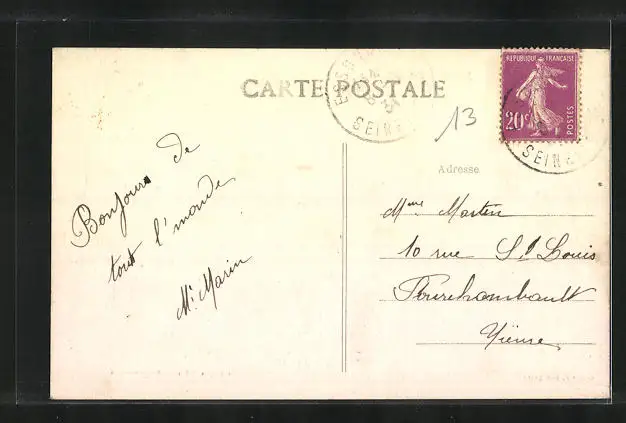 CARTE POSTALE
REPUBLIQUE FRANÇAISE
20c
POSTES
SEINE
SEINE
13
Bonjour de
tout l'monde
M. Marin
Adresse
Mme Martin
10 rue St Louis
Fourchambault
Nièvre